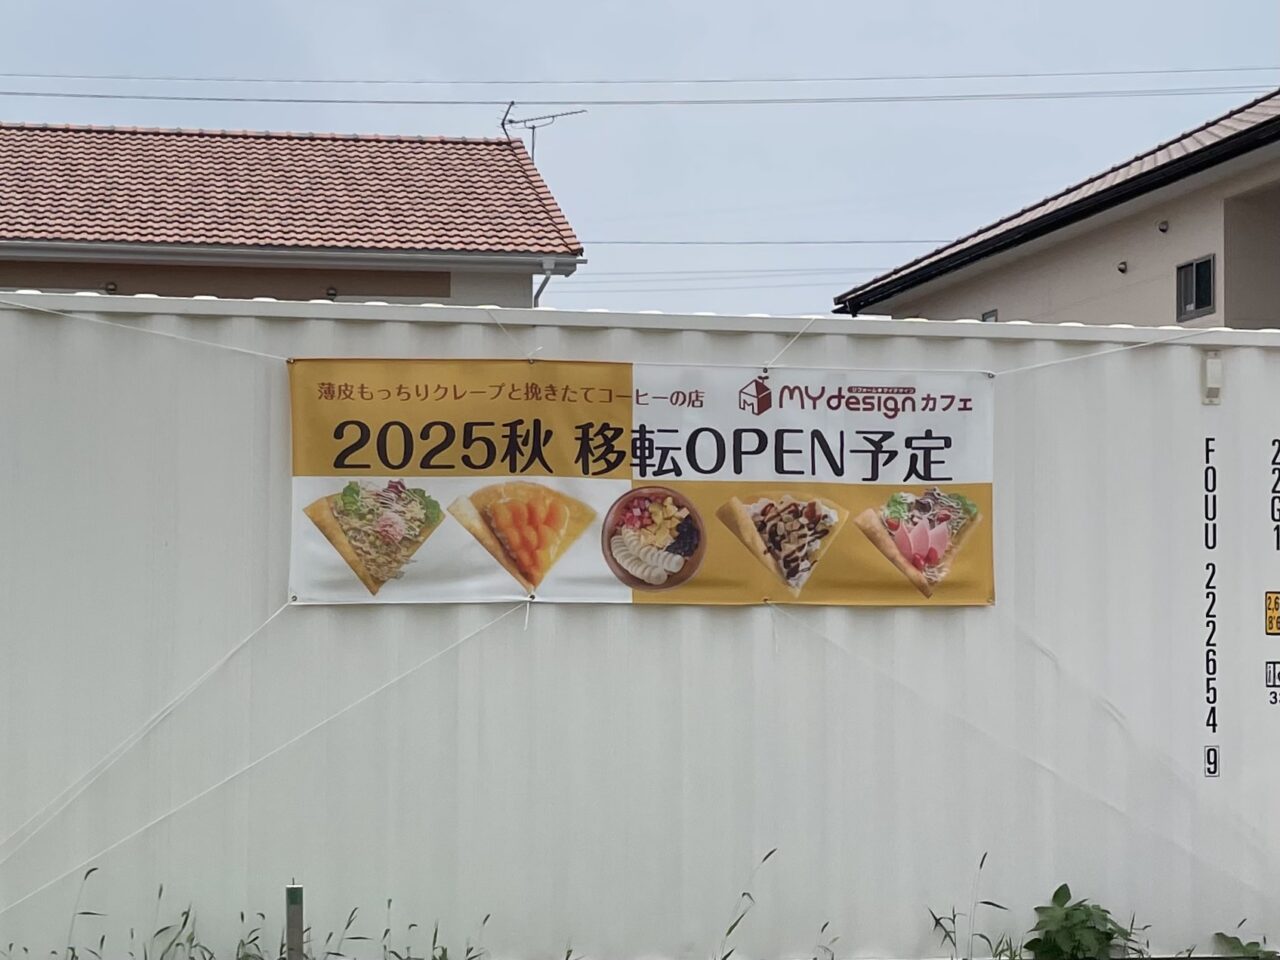 薄皮もっちりクレープと挽きたてコーヒーの店
MYdesignカフェ
2025秋 移転OPEN予定
FOUU 222654 9
22G1